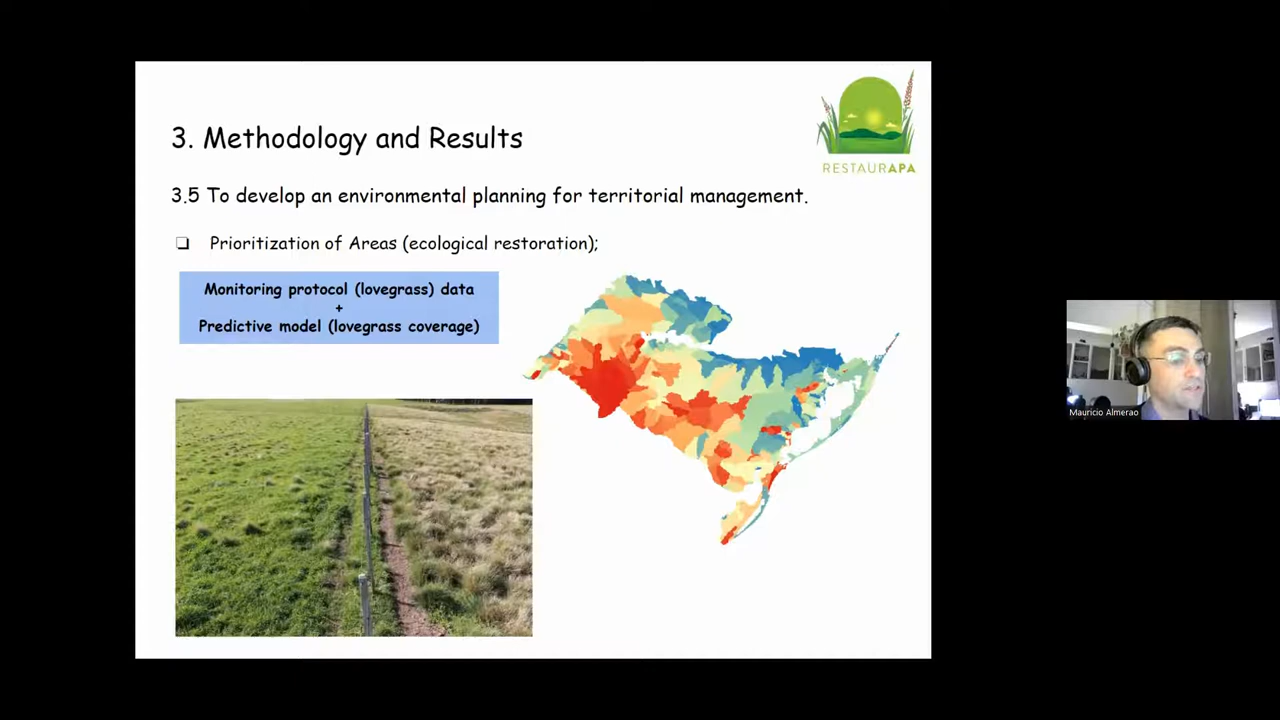 3. Methodology and Results
RESTAURAPA
3.5 To develop an environmental planning for territorial management.
❑ Prioritization of Areas (ecological restoration);
Monitoring protocol (lovegrass) data
+
Predictive model (lovegrass coverage)
Mauricio Almerao